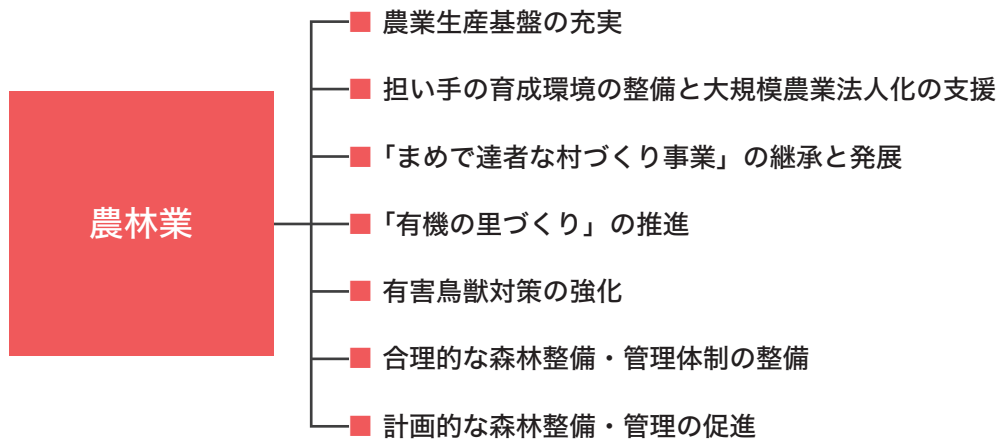 農林業
農業生産基盤の充実
担い手の育成環境の整備と大規模農業法人化の支援
「まめで達者な村づくり事業」の継承と発展
「有機の里づくり」の推進
有害鳥獣対策の強化
合理的な森林整備・管理体制の整備
計画的な森林整備・管理の促進